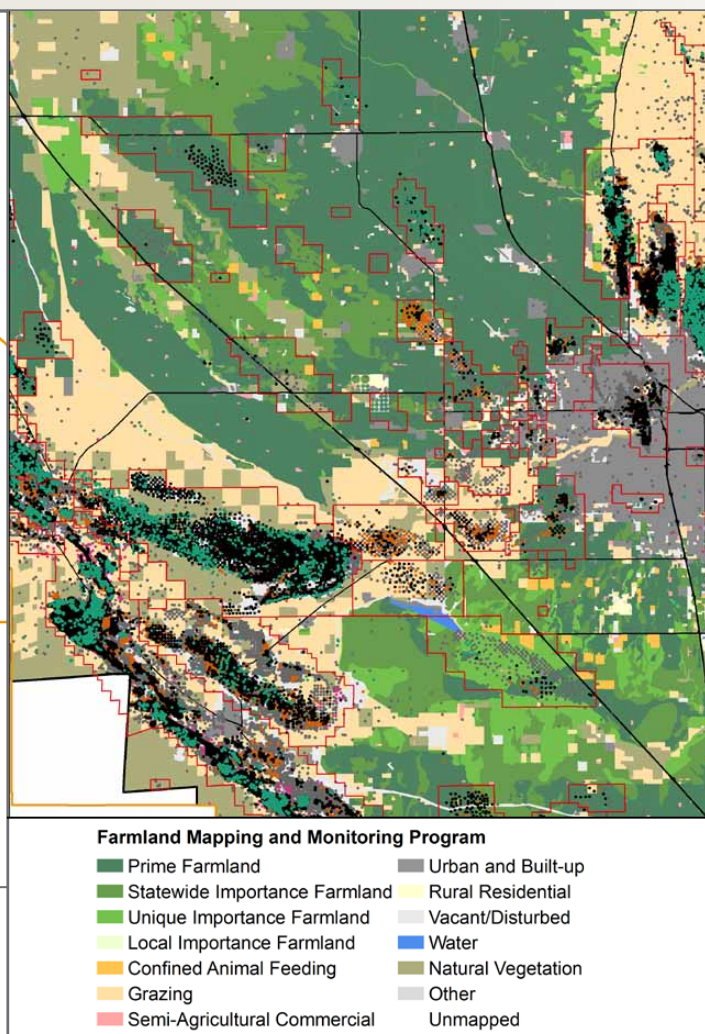 Farmland Mapping and Monitoring Program
Prime Farmland
Statewide Importance Farmland
Unique Importance Farmland
Local Importance Farmland
Confined Animal Feeding
Grazing
Semi-Agricultural Commercial
Urban and Built-up
Rural Residential
Vacant/Disturbed
Water
Natural Vegetation
Other
Unmapped